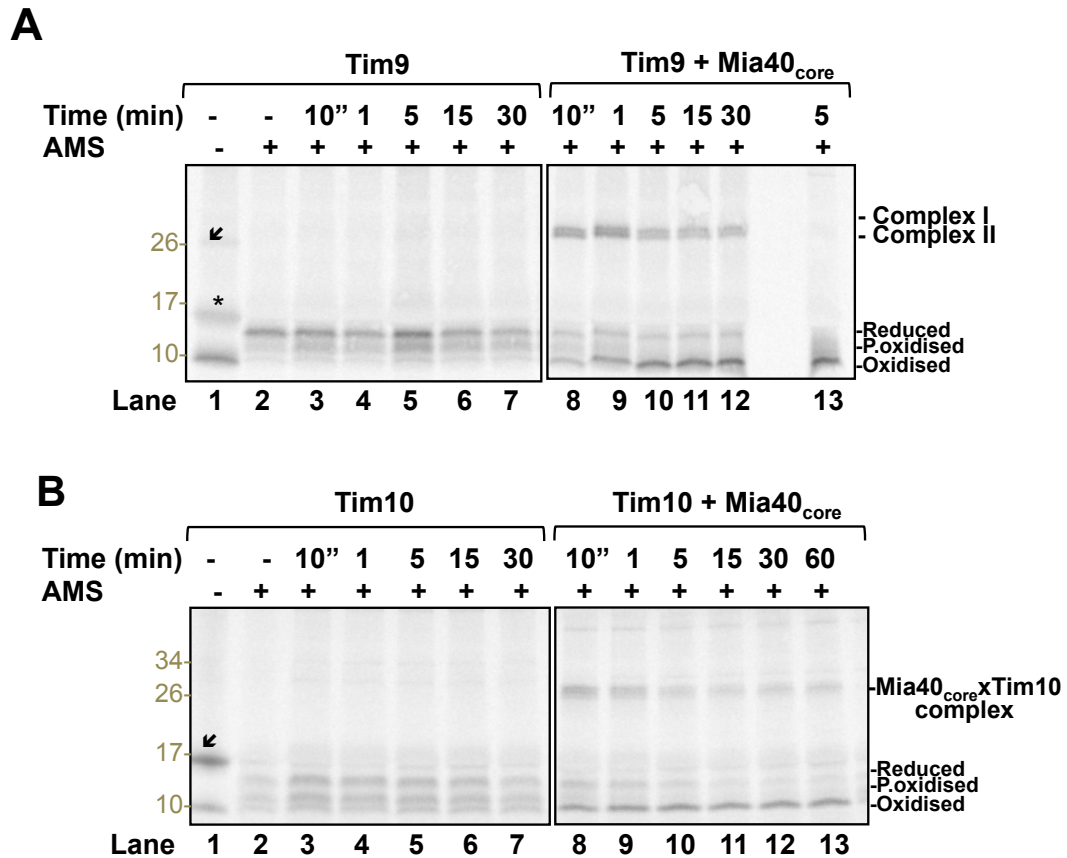 A
Tim9 Tim9 + Mia40core
Time (min) - - 10” 1 5 15 30 10” 1 5 15 30 5
AMS - + + + + + + + + + + + +
- Complex I
26- - Complex II
*
17-
-Reduced
-P.oxidised
10-
-Oxidised
Lane 1 2 3 4 5 6 7 8 9 10 11 12 13
B
Tim10 Tim10 + Mia40core
Time (min) - - 10” 1 5 15 30 10” 1 5 15 30 60
AMS - + + + + + + + + + + + +
34-
26- -Mia40corexTim10
complex
17-
-Reduced
-P.oxidised
10- -Oxidised
Lane 1 2 3 4 5 6 7 8 9 10 11 12 13